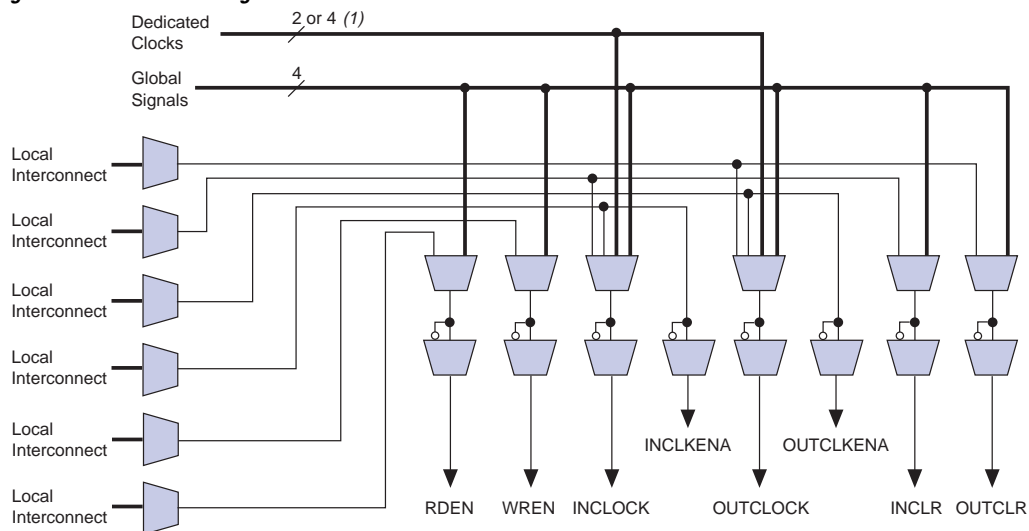 Dedicated
Clocks
2 or 4 (1)
Global
Signals
4
Local
Interconnect
Local
Interconnect
Local
Interconnect
Local
Interconnect
Local
Interconnect
Local
Interconnect
INCLKENA
OUTCLKENA
RDEN
WREN
INCLOCK
OUTCLOCK
INCLR
OUTCLR